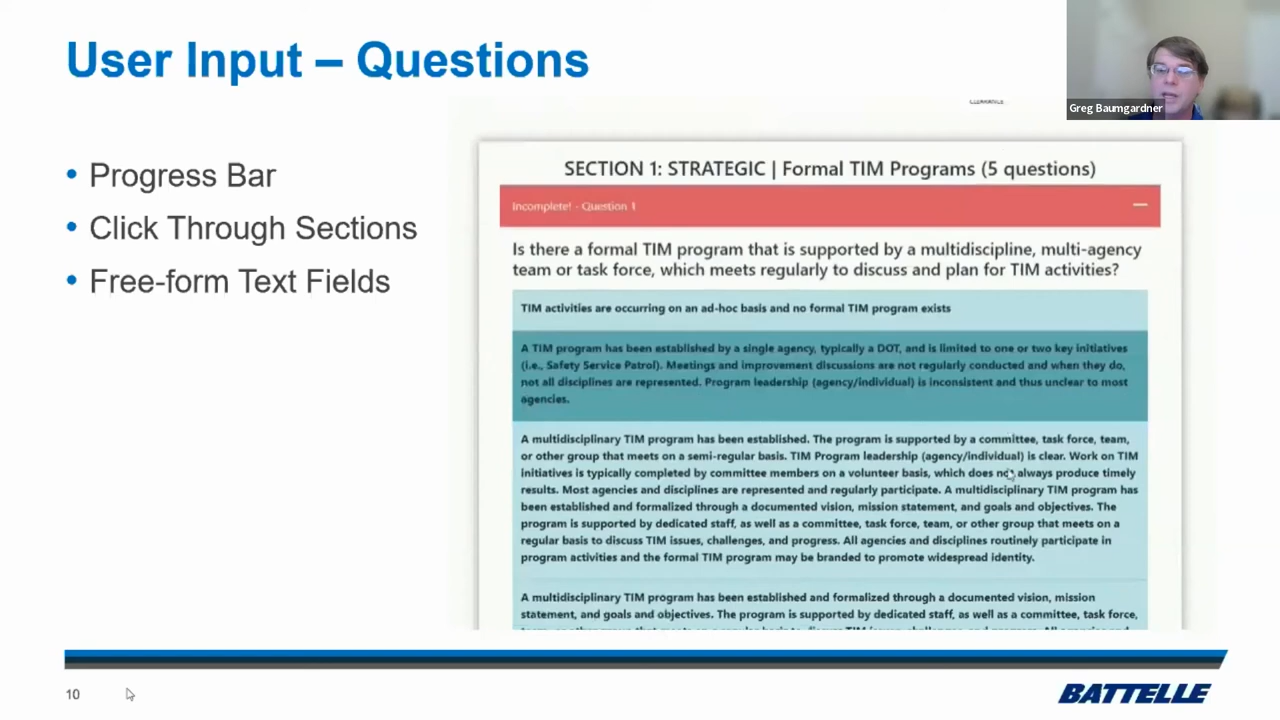 User Input – Questions
Greg Baumgardner
• Progress Bar
• Click Through Sections
• Free-form Text Fields
SECTION 1: STRATEGIC | Formal TIM Programs (5 questions)
Incomplete! - Question 1
Is there a formal TIM program that is supported by a multidiscipline, multi-agency
team or task force, which meets regularly to discuss and plan for TIM activities?
TIM activities are occurring on an ad-hoc basis and no formal TIM program exists
A TIM program has been established by a single agency, typically a DOT, and is limited to one or two key initiatives
(i.e., Safety Service Patrol). Meetings and improvement discussions are not regularly conducted and when they do,
not all disciplines are represented. Program leadership (agency/individual) is inconsistent and thus unclear to most
agencies.
A multidisciplinary TIM program has been established. The program is supported by a committee, task force, team,
or other group that meets on a semi-regular basis. TIM Program leadership (agency/individual) is clear. Work on TIM
initiatives is typically completed by committee members on a volunteer basis, which does not always produce timely
results. Most agencies and disciplines are represented and regularly participate. A multidisciplinary TIM program has
been established and formalized through a documented vision, mission statement, and goals and objectives. The
program is supported by dedicated staff, as well as a committee, task force, team, or other group that meets on a
regular basis to discuss TIM issues, challenges, and progress. All agencies and disciplines routinely participate in
program activities and the formal TIM program may be branded to promote widespread identity.
A multidisciplinary TIM program has been established and formalized through a documented vision, mission
statement, and goals and objectives. The program is supported by dedicated staff, as well as a committee, task force,
10
BATTELLE